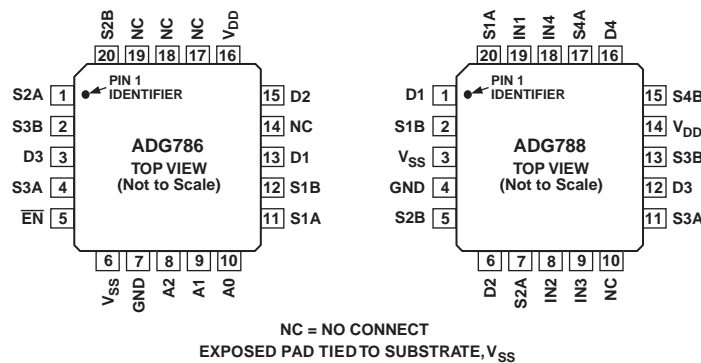 S2B NC NC NC VDD
20 19 18 17 16
S2A 1
S3B 2
D3 3
S3A 4
EN 5
PIN 1
IDENTIFIER
ADG786
TOP VIEW
(Not to Scale)
15 D2
14 NC
13 D1
12 S1B
11 S1A
6 7 8 9 10
VSS GND A2 A1 A0
S1A IN1 IN4 S4A D4
20 19 18 17 16
D1 1
S1B 2
VSS 3
GND 4
S2B 5
PIN 1
IDENTIFIER
ADG788
TOP VIEW
(Not to Scale)
15 S4B
14 VDD
13 S3B
12 D3
11 S3A
6 7 8 9 10
D2 S2A IN2 IN3 NC
NC = NO CONNECT
EXPOSED PAD TIED TO SUBSTRATE, VSS